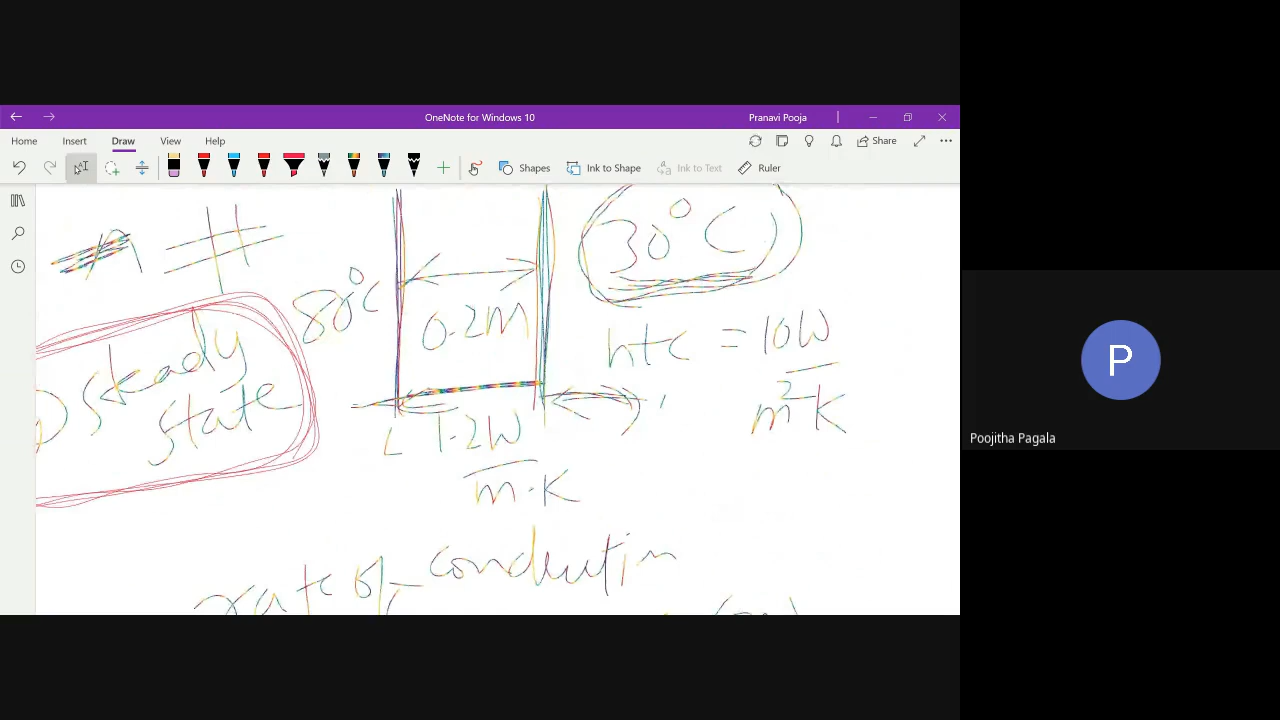 OneNote for Windows 10
Pranavi Pooja
Home Insert Draw View Help
Share
Shapes Ink to Shape Ink to Text Ruler
30°C
80°C
0.2M
htc = 10W
m²K
steady
state
1.2W
m.K
rate of conduction
P
Poojitha Pagala